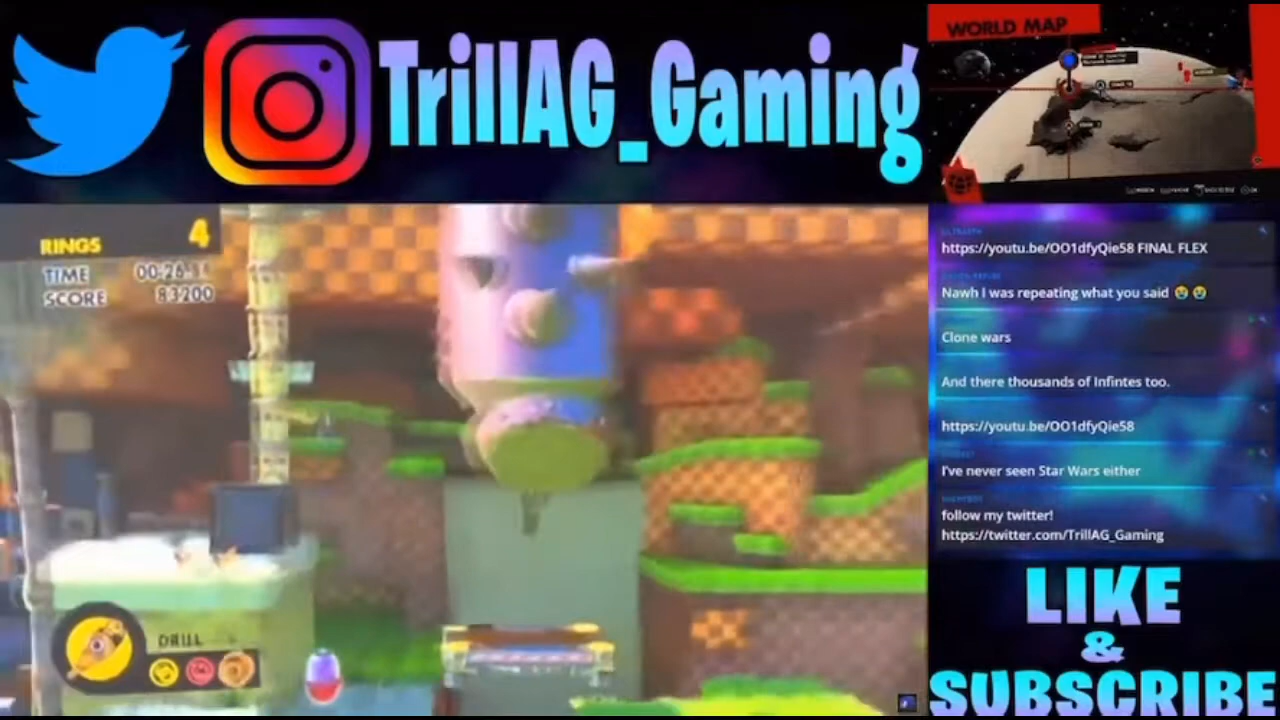 TrillAG_Gaming
WORLD MAP
RINGS 4
TIME
SCORE 83200
DRILL
https://youtu.be/OO1dfyQie58 FINAL FLEX
Nawh I was repeating what you said 😭 😭
Clone wars
And there thousands of Infintes too.
https://youtu.be/OO1dfyQie58
I've never seen Star Wars either
follow my twitter!
https://twitter.com/TrillAG_Gaming
LIKE
&
SUBSCRIBE